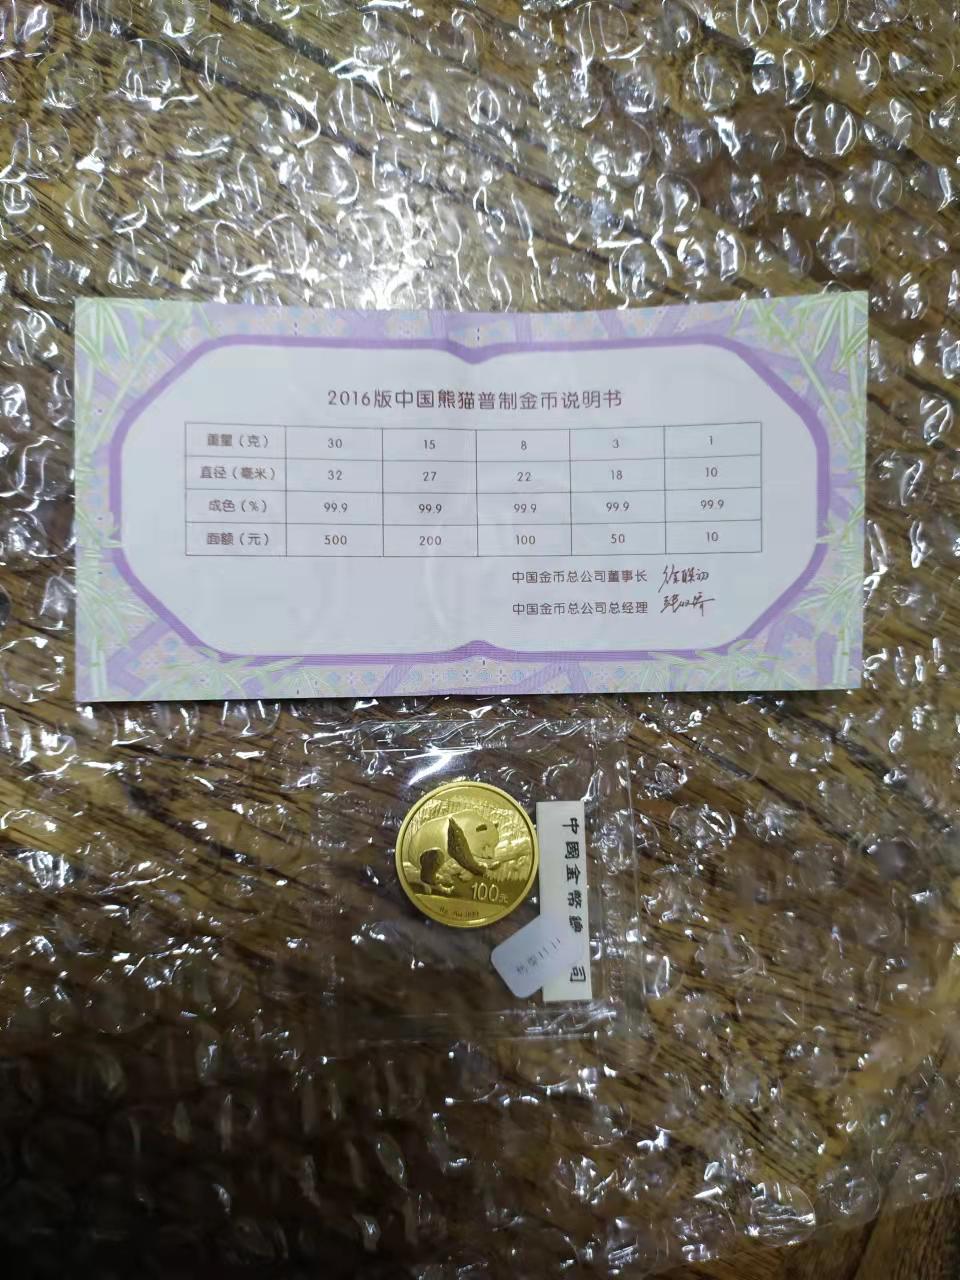 2016版中国熊猫普制金币说明书
重量（克） 30 15 8 3 1
直径（毫米） 32 27 22 18 10
成色（%） 99.9 99.9 99.9 99.9 99.9
面额（元） 500 200 100 50 10
中国金币总公司董事长
中国金币总公司总经理
100元
中國金幣總 司